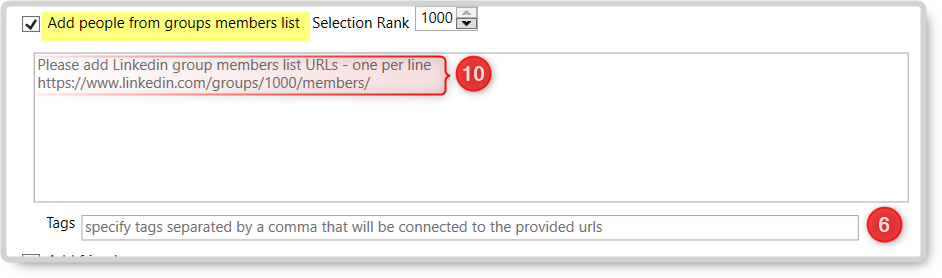 Add people from groups members list Selection Rank 1000
Please add Linkedin group members list URLs - one per line
https://www.linkedin.com/groups/1000/members/
10
Tags specify tags separated by a comma that will be connected to the provided urls
6